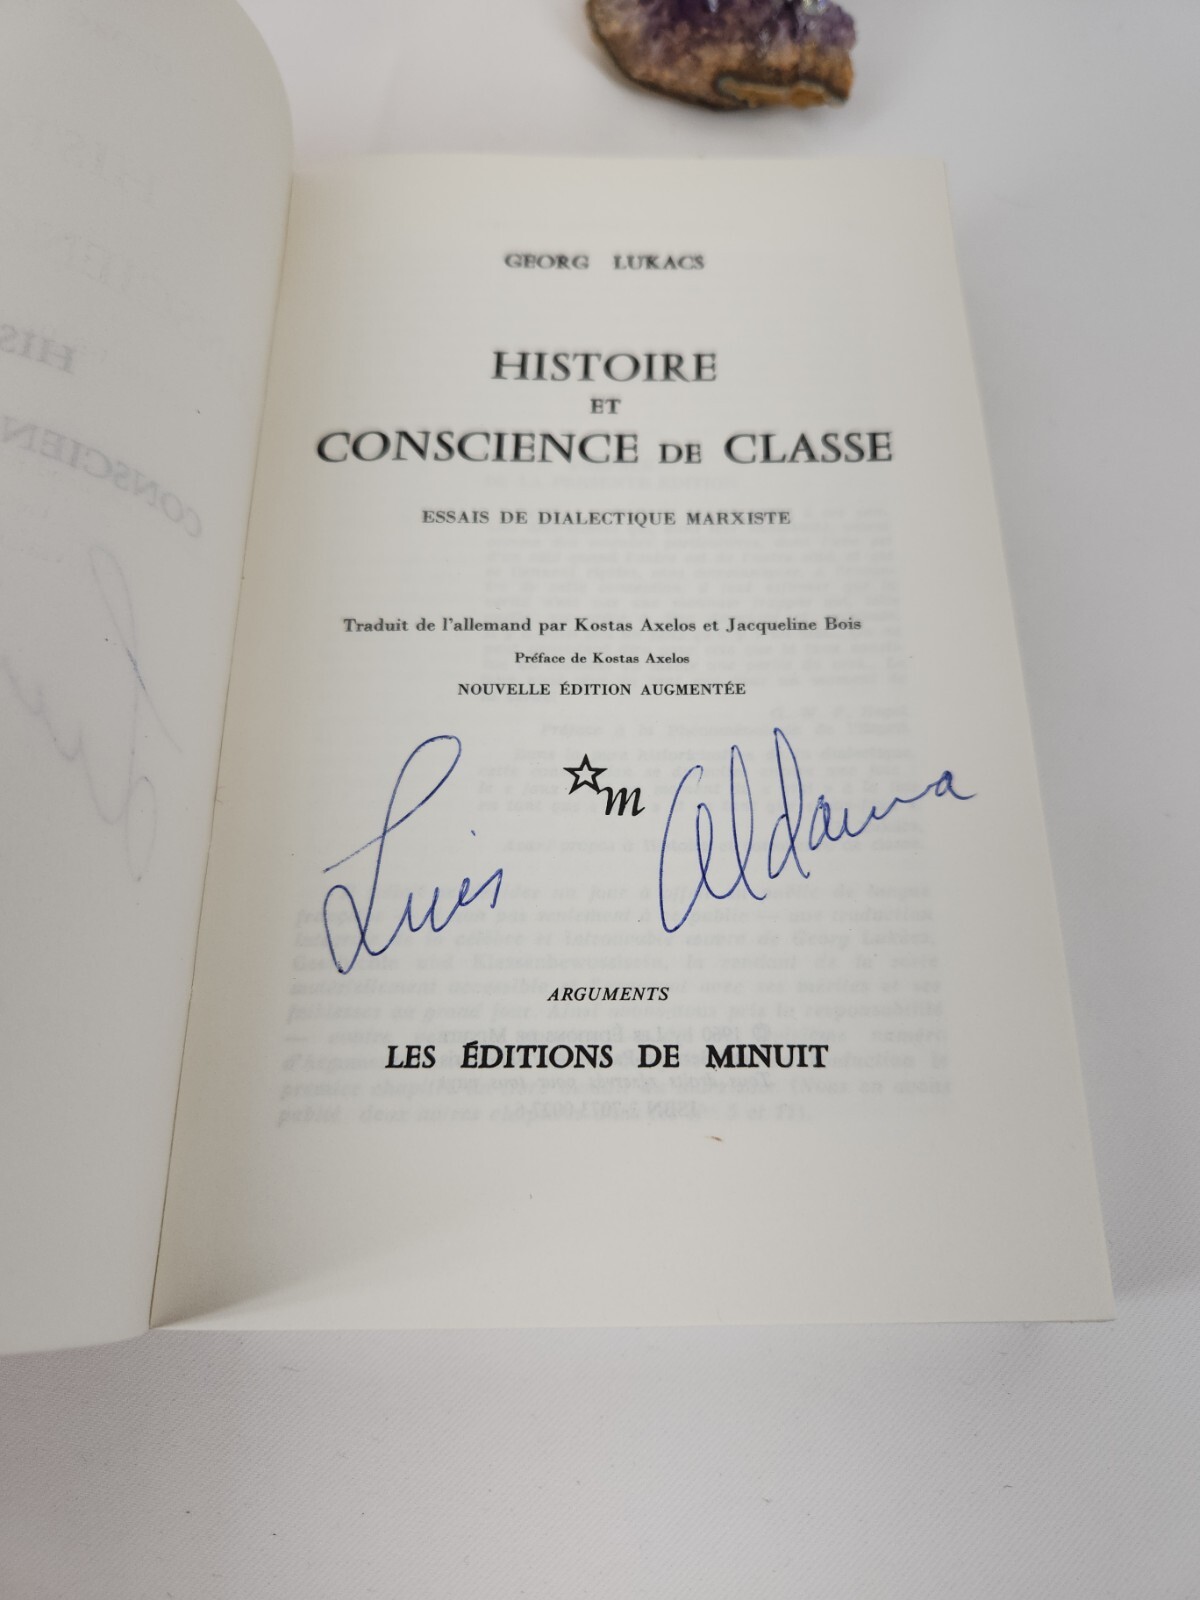 GEORG LUKACS
HISTOIRE
ET
CONSCIENCE DE CLASSE
ESSAIS DE DIALECTIQUE MARXISTE
Traduit de l'allemand par Kostas Axelos et Jacqueline Bois
Préface de Kostas Axelos
NOUVELLE ÉDITION AUGMENTÉE
m
Luis Aldama
ARGUMENTS
LES ÉDITIONS DE MINUIT